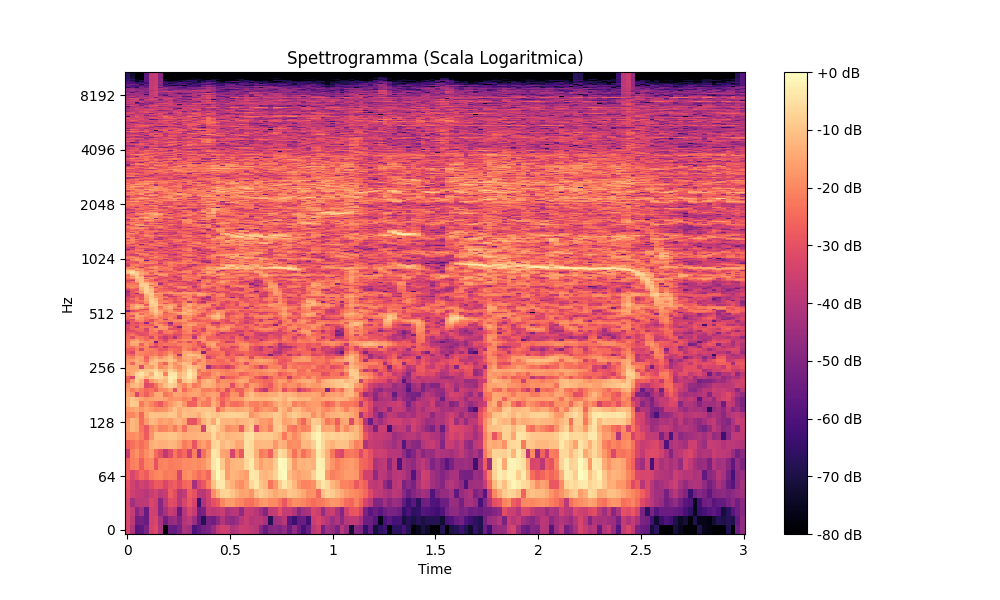 Spettrogramma (Scala Logaritmica)
8192
4096
2048
1024
512
256
128
64
0
Hz
0
0.5
1
1.5
2
2.5
3
Time
+0 dB
-10 dB
-20 dB
-30 dB
-40 dB
-50 dB
-60 dB
-70 dB
-80 dB